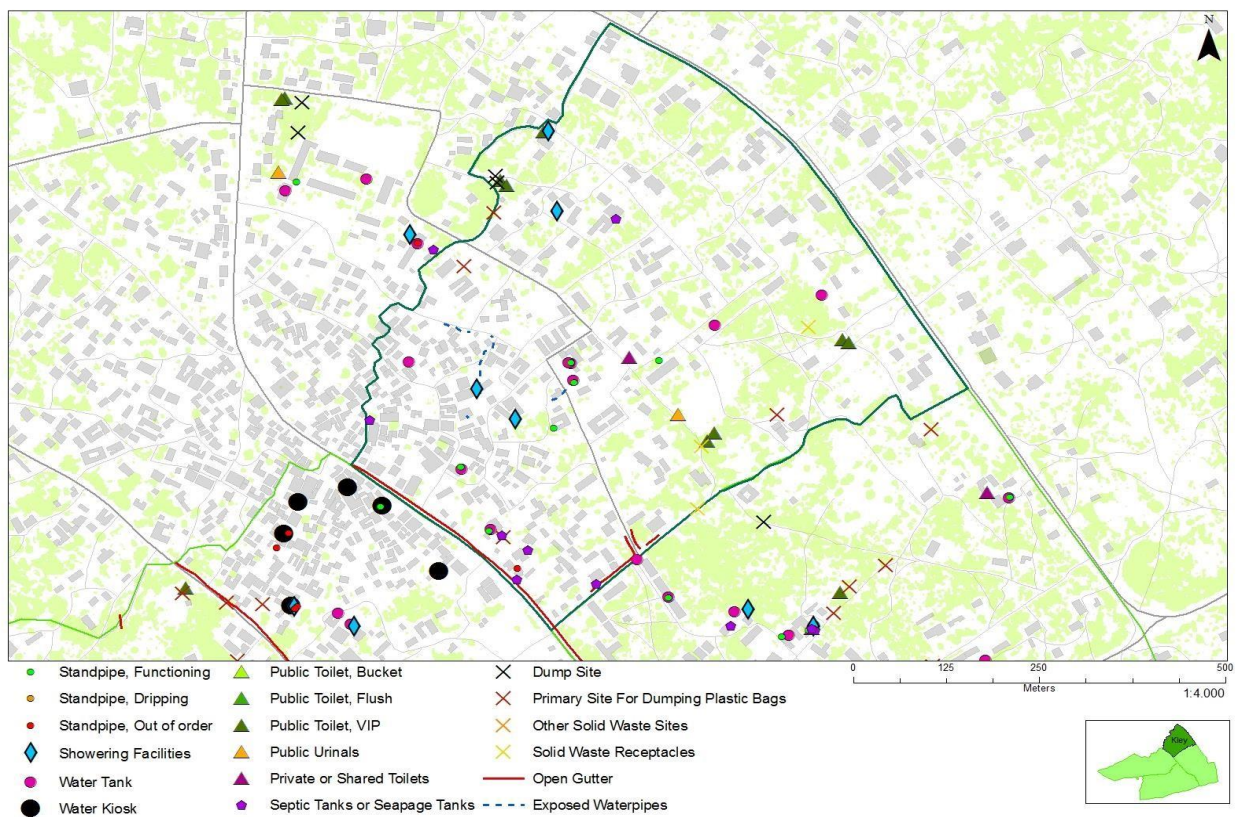 N
Standpipe, Functioning
Standpipe, Dripping
Standpipe, Out of order
Showering Facilities
Water Tank
Water Kiosk
Public Toilet, Bucket
Public Toilet, Flush
Public Toilet, VIP
Public Urinals
Private or Shared Toilets
Septic Tanks or Seapage Tanks
Dump Site
Primary Site For Dumping Plastic Bags
Other Solid Waste Sites
Solid Waste Receptacles
Open Gutter
Exposed Waterpipes
0 125 250 500
Meters
1:4.000
Kley